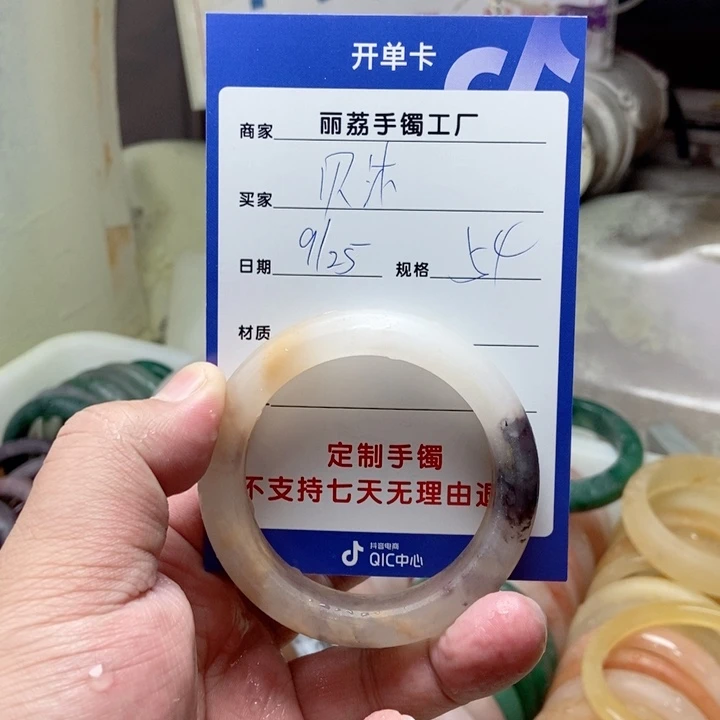 开单卡
商家 丽荔手镯工厂
买家 贝沐
日期 9/25 规格 54
材质
定制手镯
不支持七天无理由退
抖音电商
QIC中心